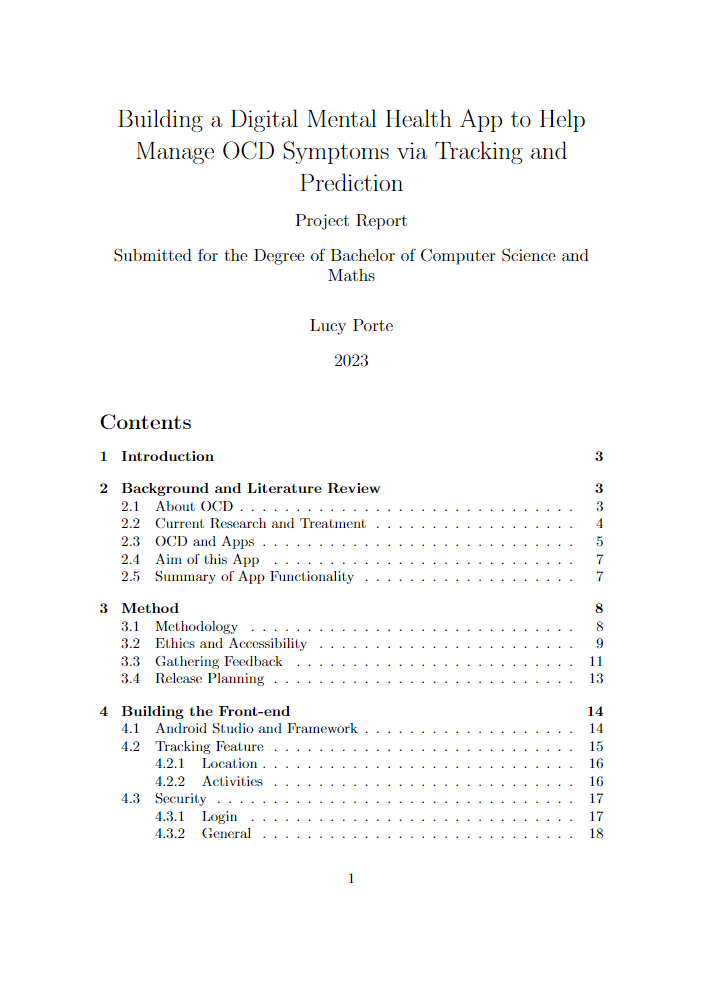 Building a Digital Mental Health App to Help
Manage OCD Symptoms via Tracking and
Prediction
Project Report
Submitted for the Degree of Bachelor of Computer Science and
Maths
Lucy Porte
2023
Contents
1 Introduction 3
2 Background and Literature Review 3
2.1 About OCD . . . . . . . . . . . . . . . . . . . . . . . . . . . . . . 3
2.2 Current Research and Treatment . . . . . . . . . . . . . . . . . . 4
2.3 OCD and Apps . . . . . . . . . . . . . . . . . . . . . . . . . . . . 5
2.4 Aim of this App . . . . . . . . . . . . . . . . . . . . . . . . . . . 7
2.5 Summary of App Functionality . . . . . . . . . . . . . . . . . . . 7
3 Method 8
3.1 Methodology . . . . . . . . . . . . . . . . . . . . . . . . . . . . . 8
3.2 Ethics and Accessibility . . . . . . . . . . . . . . . . . . . . . . . 9
3.3 Gathering Feedback . . . . . . . . . . . . . . . . . . . . . . . . . 11
3.4 Release Planning . . . . . . . . . . . . . . . . . . . . . . . . . . . 13
4 Building the Front-end 14
4.1 Android Studio and Framework . . . . . . . . . . . . . . . . . . . 14
4.2 Tracking Feature . . . . . . . . . . . . . . . . . . . . . . . . . . . 15
4.2.1 Location . . . . . . . . . . . . . . . . . . . . . . . . . . . . 16
4.2.2 Activities . . . . . . . . . . . . . . . . . . . . . . . . . . . 16
4.3 Security . . . . . . . . . . . . . . . . . . . . . . . . . . . . . . . . 17
4.3.1 Login . . . . . . . . . . . . . . . . . . . . . . . . . . . . . 17
4.3.2 General . . . . . . . . . . . . . . . . . . . . . . . . . . . . 18
1